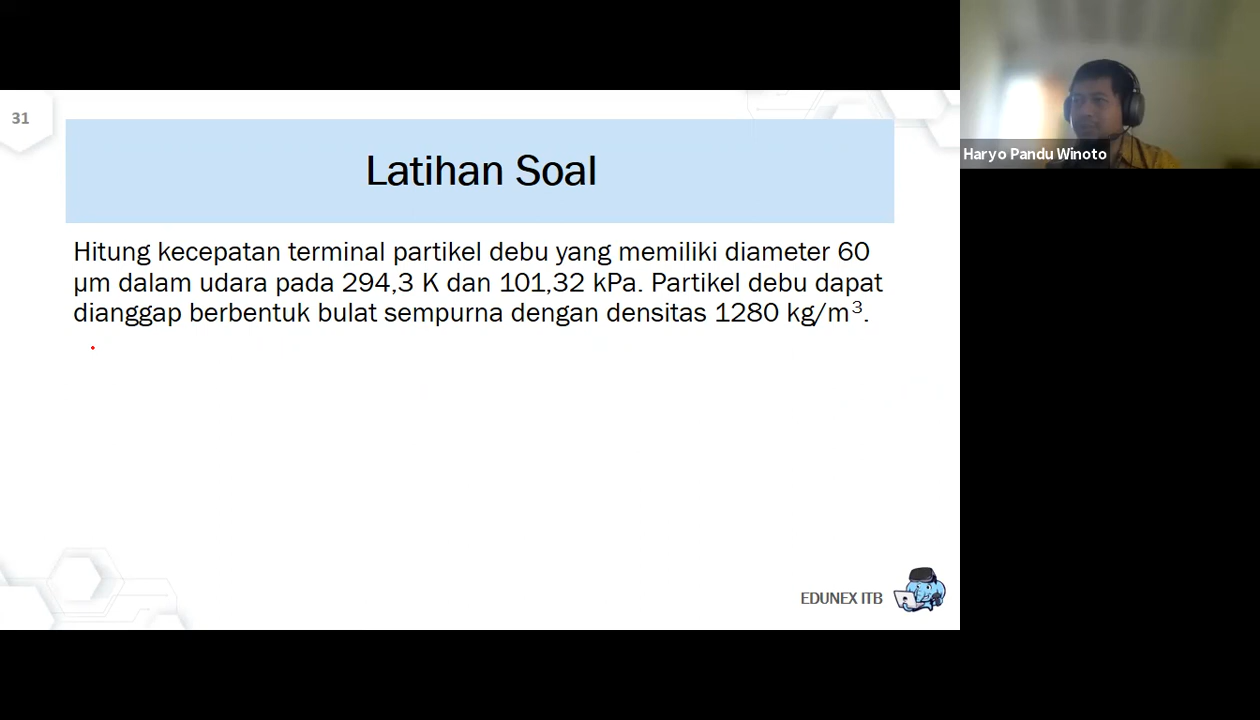 31
Latihan Soal
Hitung kecepatan terminal partikel debu yang memiliki diameter 60
µm dalam udara pada 294,3 K dan 101,32 kPa. Partikel debu dapat
dianggap berbentuk bulat sempurna dengan densitas 1280 kg/m³.
EDUNEX ITB
Haryo Pandu Winoto